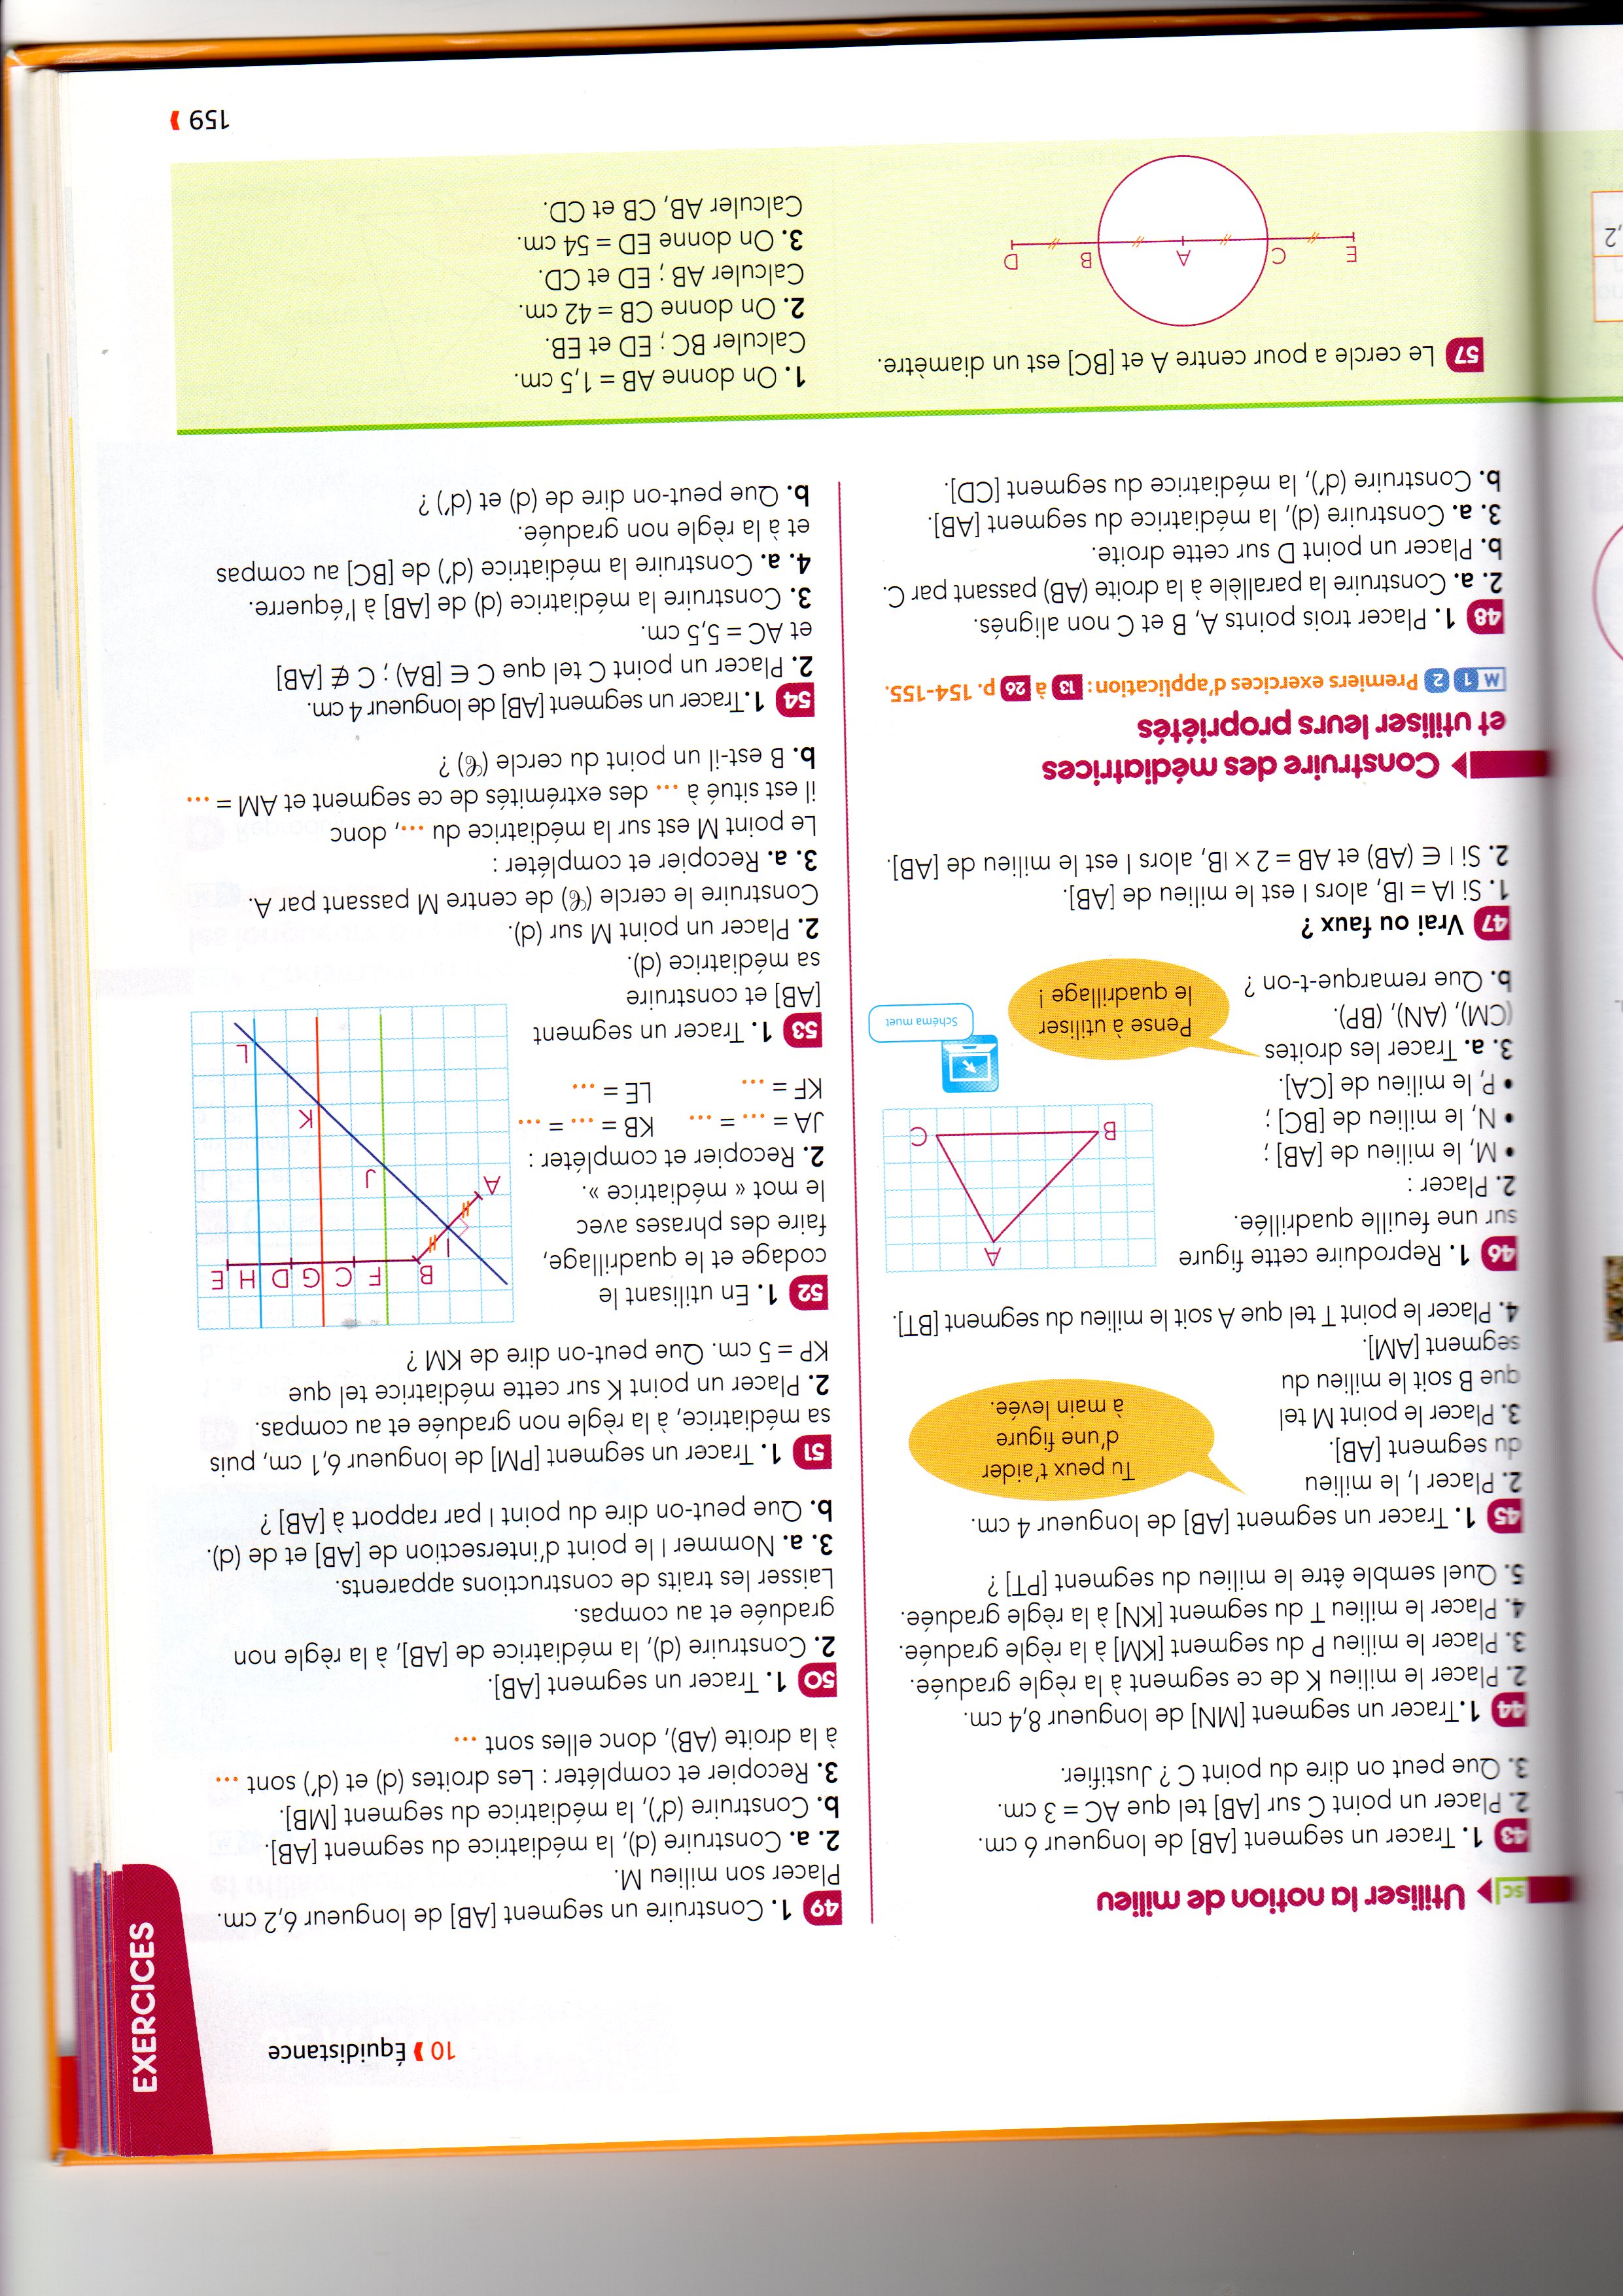 10 Équidistance
EXERCICES
SC Utiliser la notion de milieu
43 1. Tracer un segment [AB] de longueur 6 cm.
2. Placer un point C sur [AB] tel que AC = 3 cm.
3. Que peut on dire du point C ? Justifier.
44 1.Tracer un segment [MN] de longueur 8,4 cm.
2. Placer le milieu K de ce segment à la règle graduée.
3. Placer le milieu P du segment [KM] à la règle graduée.
4. Placer le milieu T du segment [KN] à la règle graduée.
5. Quel semble être le milieu du segment [PT] ?
45 1. Tracer un segment [AB] de longueur 4 cm.
2. Placer I, le milieu
du segment [AB].
3. Placer le point M tel
que B soit le milieu du
segment [AM].
4. Placer le point T tel que A soit le milieu du segment [BT].
Tu peux t'aider
d'une figure
à main levée.
46 1. Reproduire cette figure
sur une feuille quadrillée.
2. Placer :
• M, le milieu de [AB] ;
• N, le milieu de [BC] ;
• P, le milieu de [CA].
3. a. Tracer les droites
(CM), (AN), (BP).
b. Que remarque-t-on ?
A
B
C
Pense à utiliser
le quadrillage !
Schéma muet
47 Vrai ou faux ?
1. Si IA = IB, alors I est le milieu de [AB].
2. Si I ∈ (AB) et AB = 2 × IB, alors I est le milieu de [AB].
Construire des médiatrices
et utiliser leurs propriétés
M 1 2 Premiers exercices d'application : 13 à 26 p. 154-155.
48 1. Placer trois points A, B et C non alignés.
2. a. Construire la parallèle à la droite (AB) passant par C.
b. Placer un point D sur cette droite.
3. a. Construire (d), la médiatrice du segment [AB].
b. Construire (d'), la médiatrice du segment [CD].
49 1. Construire un segment [AB] de longueur 6,2 cm.
Placer son milieu M.
2. a. Construire (d), la médiatrice du segment [AB].
b. Construire (d'), la médiatrice du segment [MB].
3. Recopier et compléter : Les droites (d) et (d') sont ...
à la droite (AB), donc elles sont ...
50 1. Tracer un segment [AB].
2. Construire (d), la médiatrice de [AB], à la règle non
graduée et au compas.
Laisser les traits de constructions apparents.
3. a. Nommer I le point d'intersection de [AB] et de (d).
b. Que peut-on dire du point I par rapport à [AB] ?
51 1. Tracer un segment [PM] de longueur 6,1 cm, puis
sa médiatrice, à la règle non graduée et au compas.
2. Placer un point K sur cette médiatrice tel que
KP = 5 cm. Que peut-on dire de KM ?
52 1. En utilisant le
codage et le quadrillage,
faire des phrases avec
le mot « médiatrice ».
2. Recopier et compléter :
JA = ... = ... KB = ... = ...
KF = ... LE = ...
B F C G D H E
I
A
J
K
L
53 1. Tracer un segment
[AB] et construire
sa médiatrice (d).
2. Placer un point M sur (d).
Construire le cercle (𝒞) de centre M passant par A.
3. a. Recopier et compléter :
Le point M est sur la médiatrice du ..., donc
il est situé à ... des extrémités de ce segment et AM = ...
b. B est-il un point du cercle (𝒞) ?
54 1.Tracer un segment [AB] de longueur 4 cm.
2. Placer un point C tel que C ∈ [BA) ; C ∉ [AB]
et AC = 5,5 cm.
3. Construire la médiatrice (d) de [AB] à l'équerre.
4. a. Construire la médiatrice (d') de [BC] au compas
et à la règle non graduée.
b. Que peut-on dire de (d) et (d') ?
57 Le cercle a pour centre A et [BC] est un diamètre.
E C A B D
1. On donne AB = 1,5 cm.
Calculer BC ; ED et EB.
2. On donne CB = 42 cm.
Calculer AB ; ED et CD.
3. On donne ED = 54 cm.
Calculer AB, CB et CD.
159
,2